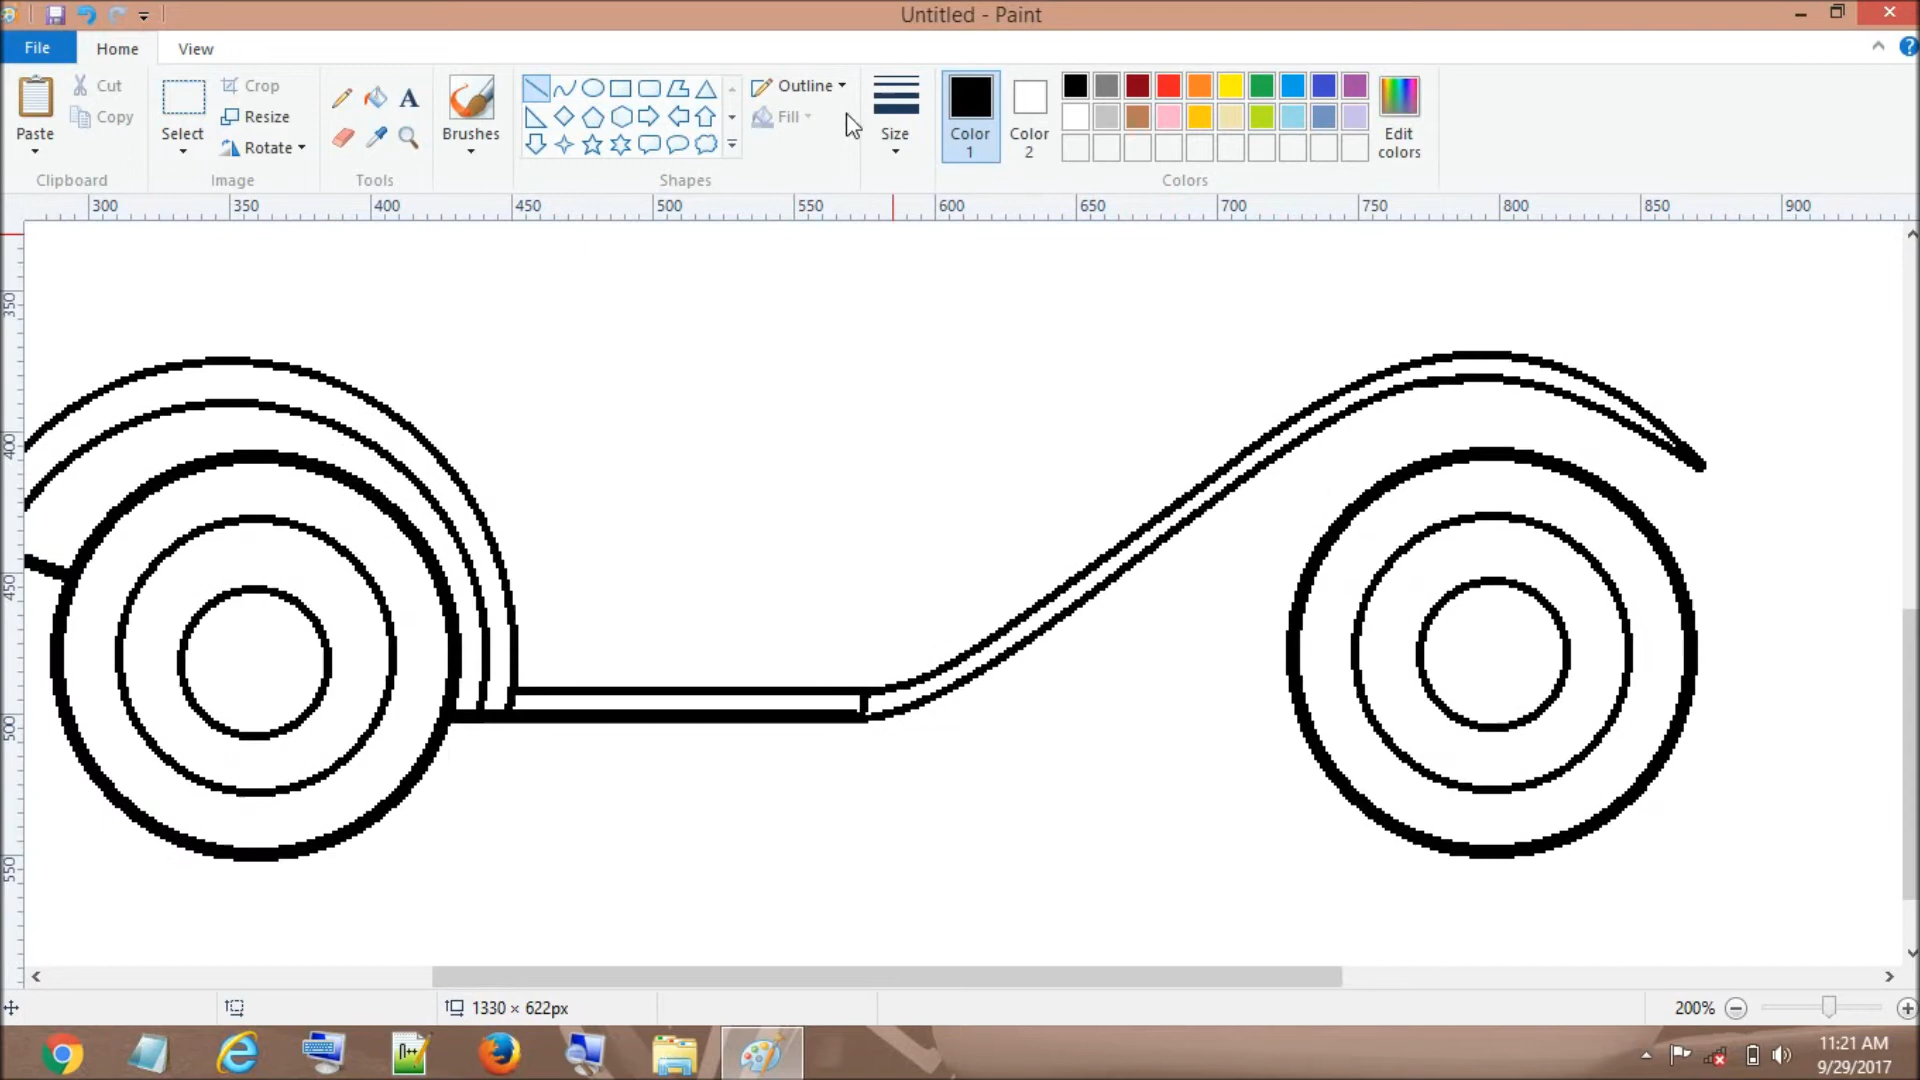 Untitled - Paint
File Home View
Paste
Cut
Copy
Clipboard
Select
Crop
Resize
Rotate
Image
A
Tools
Brushes
Outline
Fill
Shapes
Size
Color 1
Color 2
Edit colors
Colors
300 350 400 450 500 550 600 650 700 750 800 850 900
350
400
450
500
550
1330 × 622px
200%
11:21 AM
9/29/2017